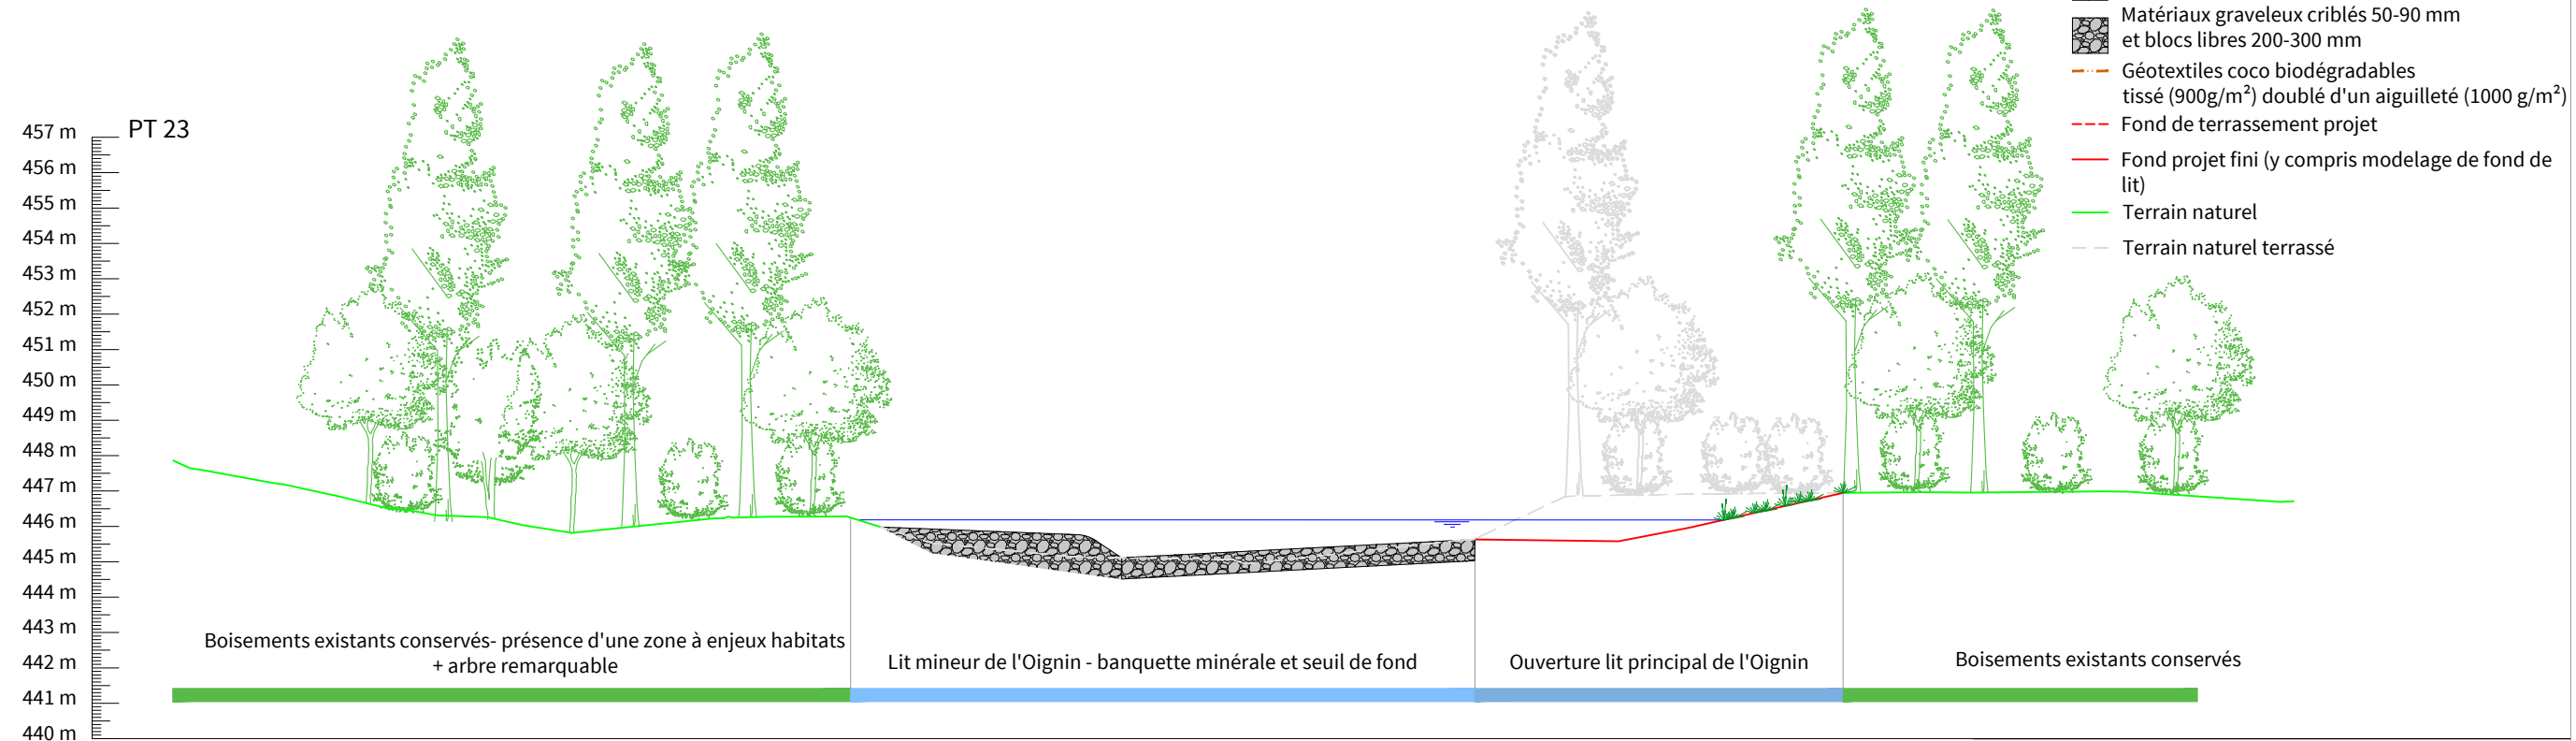 Matériaux graveleux criblés 50-90 mm
et blocs libres 200-300 mm
Géotextiles coco biodégradables
tissé (900g/m²) doublé d'un aiguilleté (1000 g/m²)
Fond de terrassement projet
Fond projet fini (y compris modelage de fond de
lit)
Terrain naturel
Terrain naturel terrassé
PT 23
457 m
456 m
455 m
454 m
453 m
452 m
451 m
450 m
449 m
448 m
447 m
446 m
445 m
444 m
443 m
442 m
441 m
440 m
Boisements existants conservés- présence d'une zone à enjeux habitats
+ arbre remarquable
Lit mineur de l'Oignin - banquette minérale et seuil de fond
Ouverture lit principal de l'Oignin
Boisements existants conservés